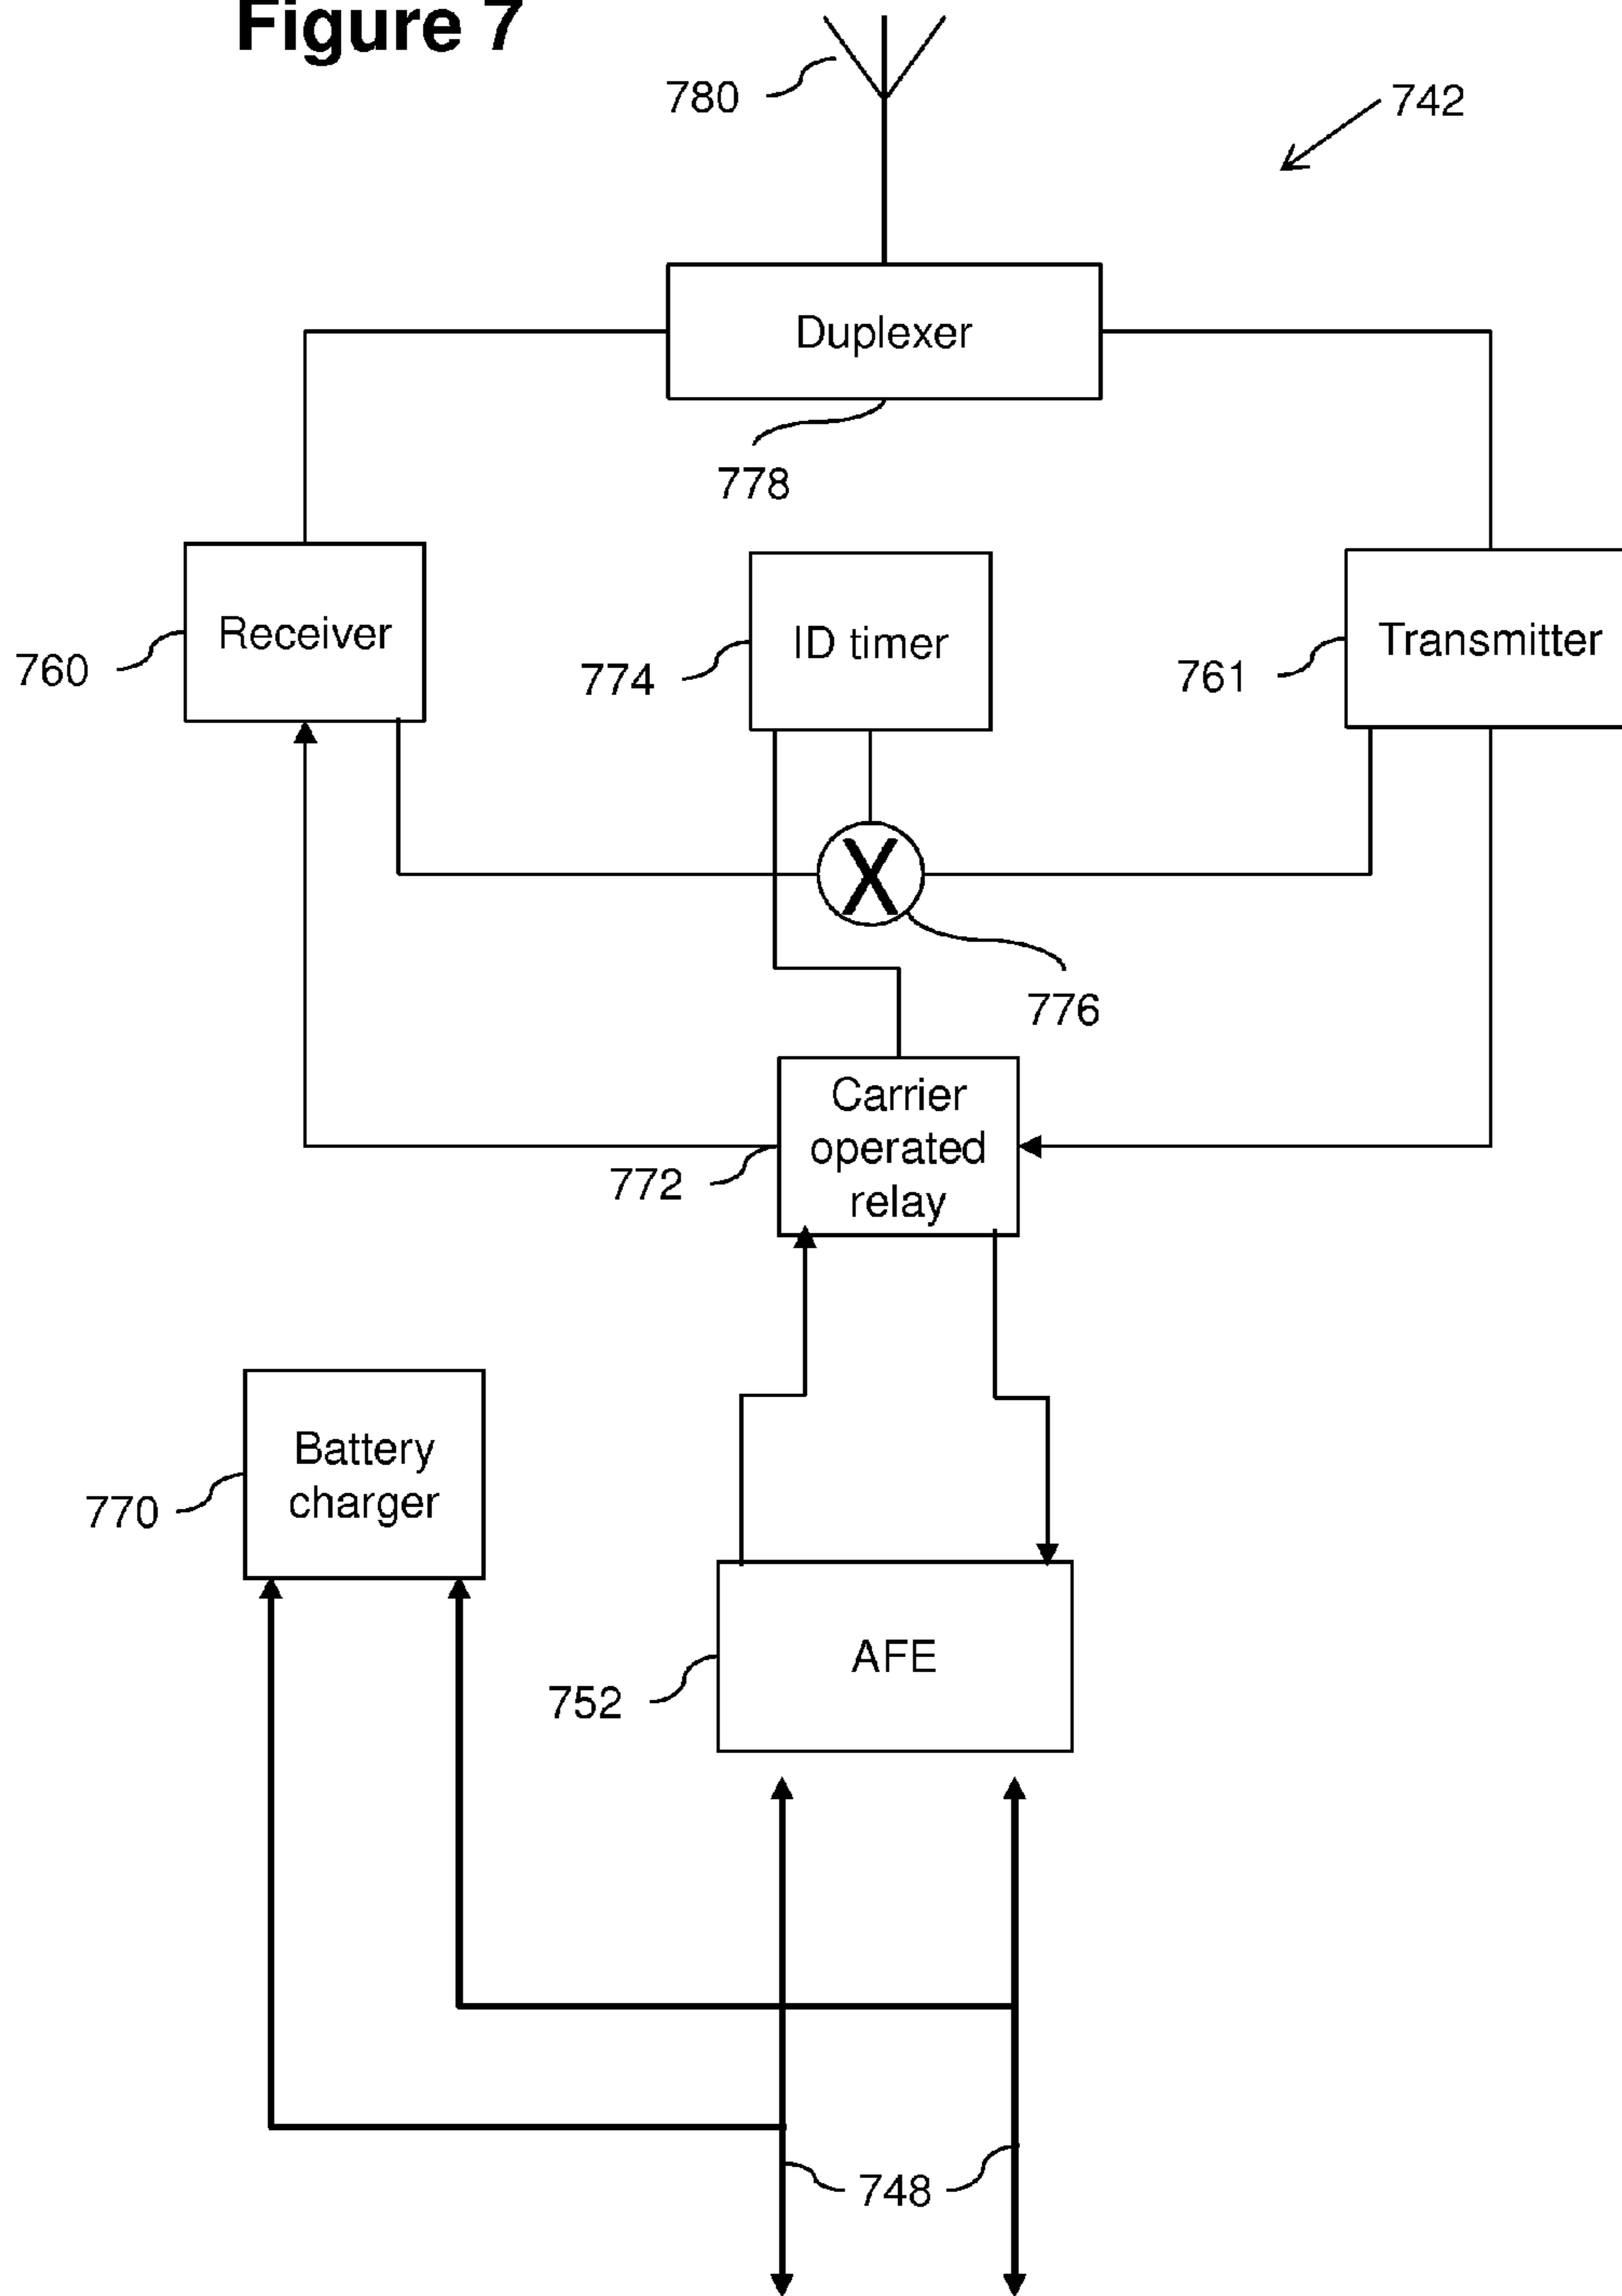 Figure 7
780
742
Duplexer
778
Receiver
ID timer
Transmitter
760
774
761
X
776
Carrier
operated
relay
772
Battery
charger
770
AFE
752
748